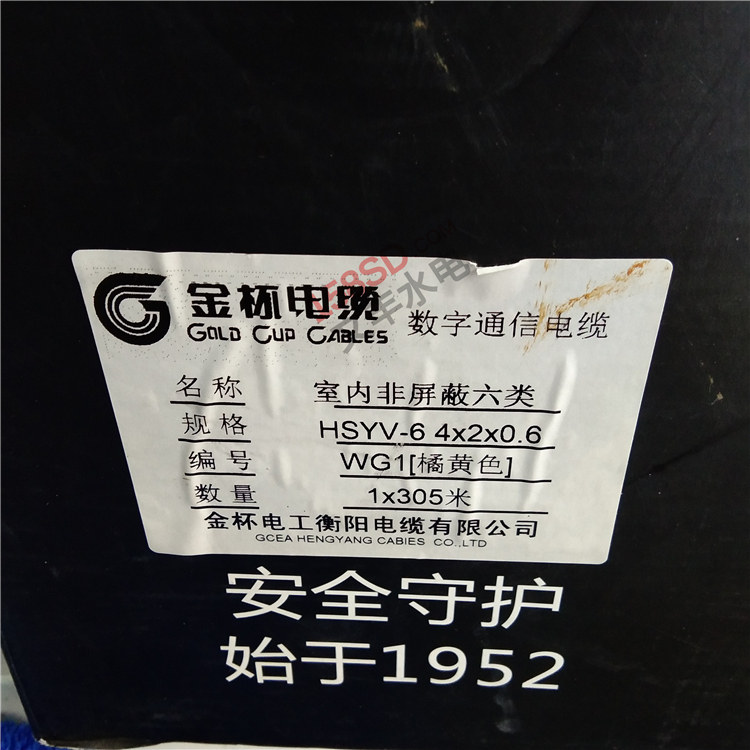 金杯电缆
GOLD CUP CABLES
数字通信电缆
名称 室内非屏蔽六类
规格 HSYV-6 4x2x0.6
编号 WG1[橘黄色]
数量 1x305米
金杯电工衡阳电缆有限公司
GCEA HENGYANG CABIES CO.,LTD
安全守护
始于1952